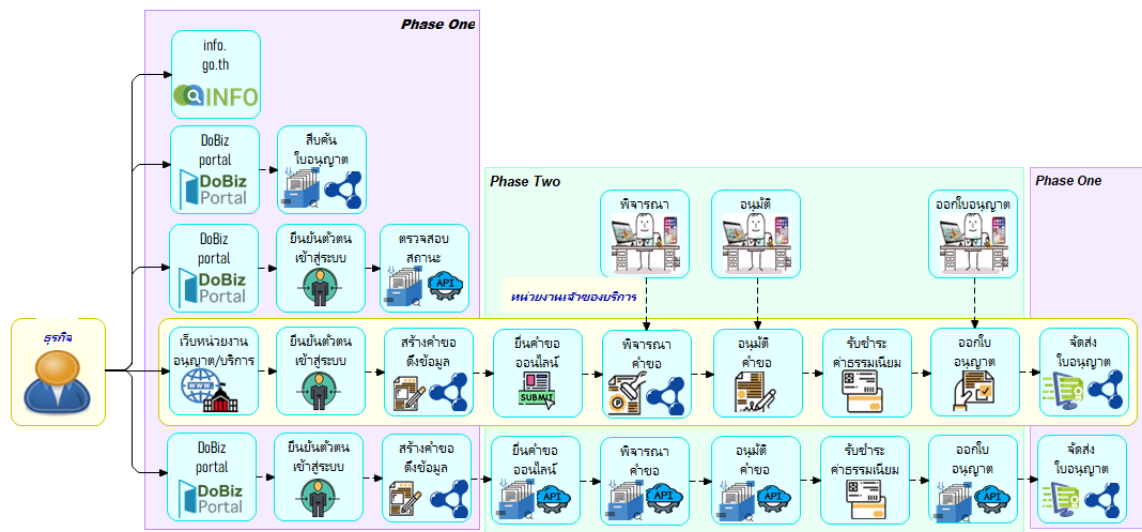 Phase One
info.
go.th
INFO
DoBiz
portal
DoBiz
Portal
สืบค้น
ใบอนุญาต
Phase Two
Phase One
พิจารณา
อนุมัติ
ออกใบอนุญาต
DoBiz
portal
DoBiz
Portal
ยืนยันตัวตน
เข้าสู่ระบบ
ตรวจสอบ
สถานะ
API
หน่วยงานเจ้าของบริการ
ธุรกิจ
เว็บหน่วยงาน
อนุญาต/บริการ
WWW
ยืนยันตัวตน
เข้าสู่ระบบ
สร้างคำขอ
ดึงข้อมูล
ยื่นคำขอ
ออนไลน์
SUBMIT
พิจารณา
คำขอ
อนุมัติ
คำขอ
รับชำระ
ค่าธรรมเนียม
ออกใบ
อนุญาต
จัดส่ง
ใบอนุญาต
DoBiz
portal
DoBiz
Portal
ยืนยันตัวตน
เข้าสู่ระบบ
สร้างคำขอ
ดึงข้อมูล
ยื่นคำขอ
ออนไลน์
API
พิจารณา
คำขอ
API
อนุมัติ
คำขอ
API
รับชำระ
ค่าธรรมเนียม
ออกใบ
อนุญาต
API
จัดส่ง
ใบอนุญาต